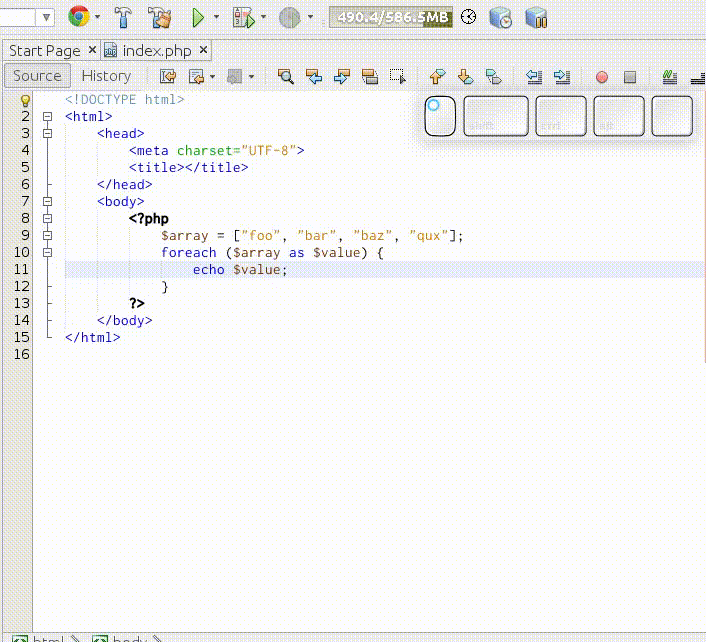 490.4/586.5MB
Start Page × index.php ×
Source History
<!DOCTYPE html>
2 <html>
3 <head>
4 <meta charset="UTF-8">
5 <title></title>
6 </head>
7 <body>
8 <?php
9 $array = ["foo", "bar", "baz", "qux"];
10 foreach ($array as $value) {
11 echo $value;
12 }
13 ?>
14 </body>
15 </html>
16
html body